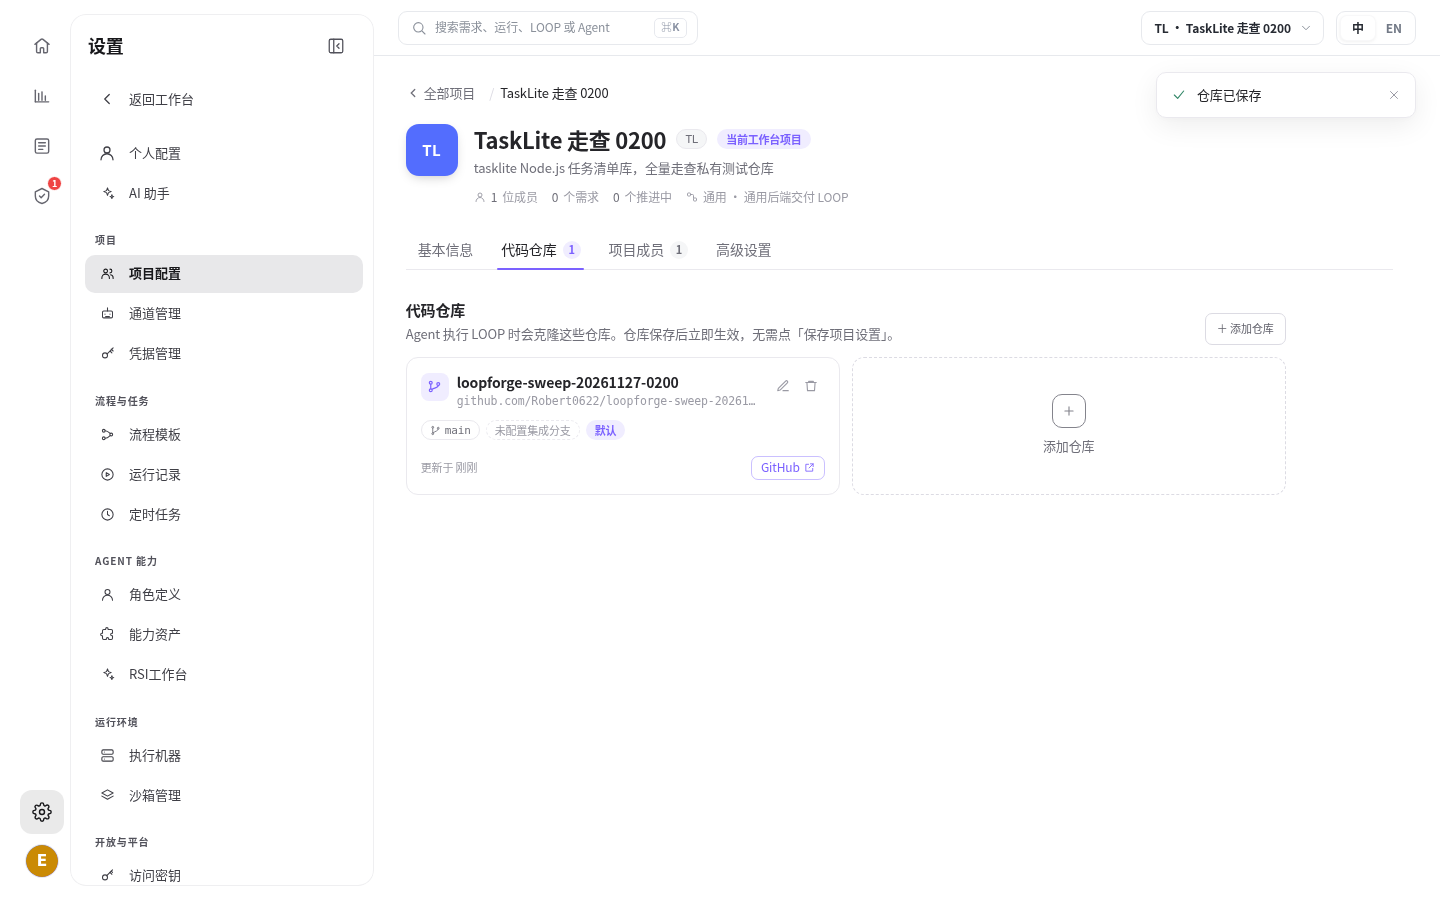 设置
返回工作台
个人配置
AI 助手
项目
项目配置
通道管理
凭据管理
流程与任务
流程模板
运行记录
定时任务
AGENT 能力
角色定义
能力资产
RSI工作台
运行环境
执行机器
沙箱管理
开放与平台
访问密钥
1
E
搜索需求、运行、LOOP 或 Agent ⌘K
TL · TaskLite 走查 0200
中 EN
仓库已保存
全部项目 / TaskLite 走查 0200
TL
TaskLite 走查 0200 TL 当前工作台项目
tasklite Node.js 任务清单库，全量走查私有测试仓库
1 位成员 0 个需求 0 个推进中 通用 · 通用后端交付 LOOP
基本信息 代码仓库 1 项目成员 1 高级设置
代码仓库
Agent 执行 LOOP 时会克隆这些仓库。仓库保存后立即生效，无需点「保存项目设置」。
添加仓库
loopforge-sweep-20261127-0200
github.com/Robert0622/loopforge-sweep-20261…
main 未配置集成分支 默认
更新于 刚刚
GitHub
添加仓库